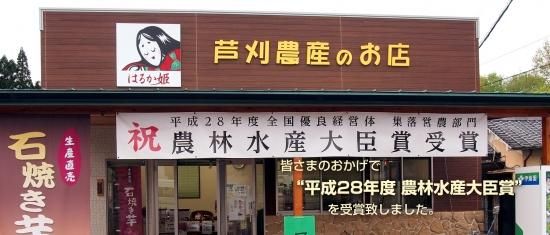 芦刈農産のお店
はるか姫
祝
平成28年度全国優良経営体 集落営農部門
農林水産大臣賞受賞
生産直売
石焼き芋
石焼き芋
皆さまのおかげで
“平成28年度 農林水産大臣賞”
を受賞致しました。